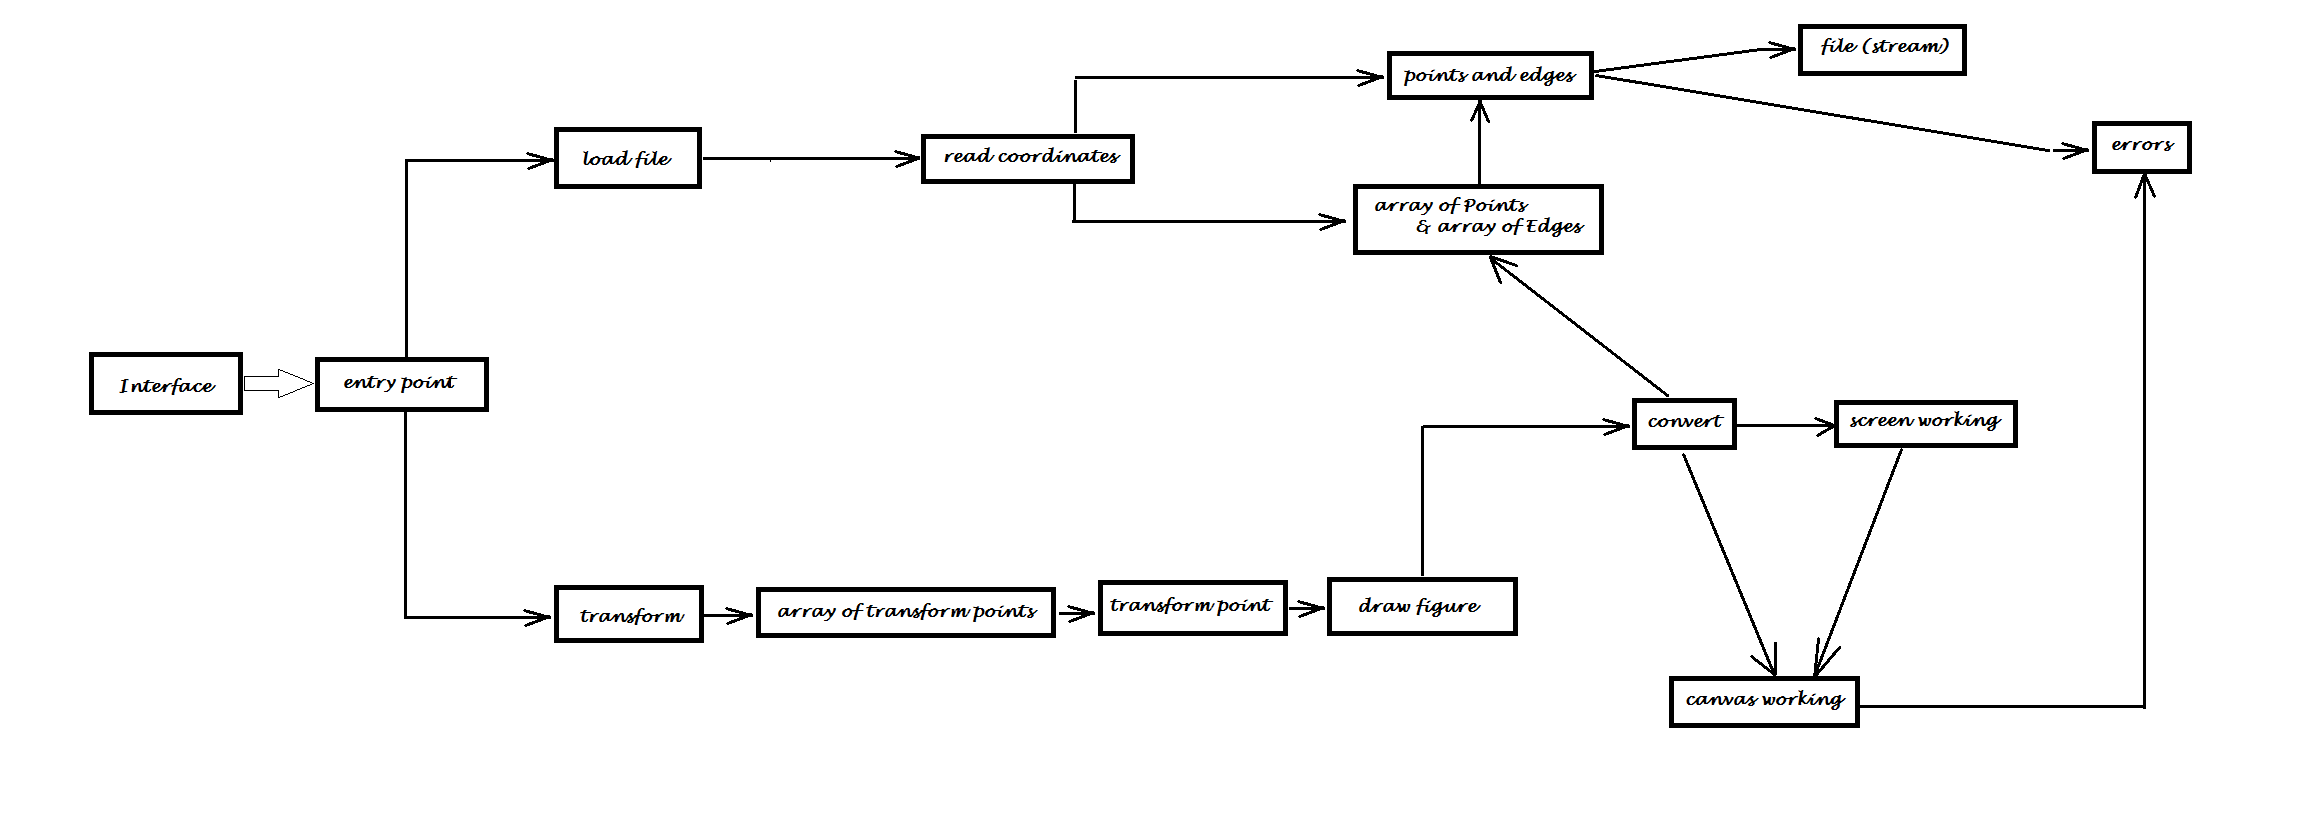 file (stream)
points and edges
errors
load file
read coordinates
array of Points
& array of Edges
Interface
entry point
convert
screen working
transform
array of transform points
transform point
draw figure
canvas working